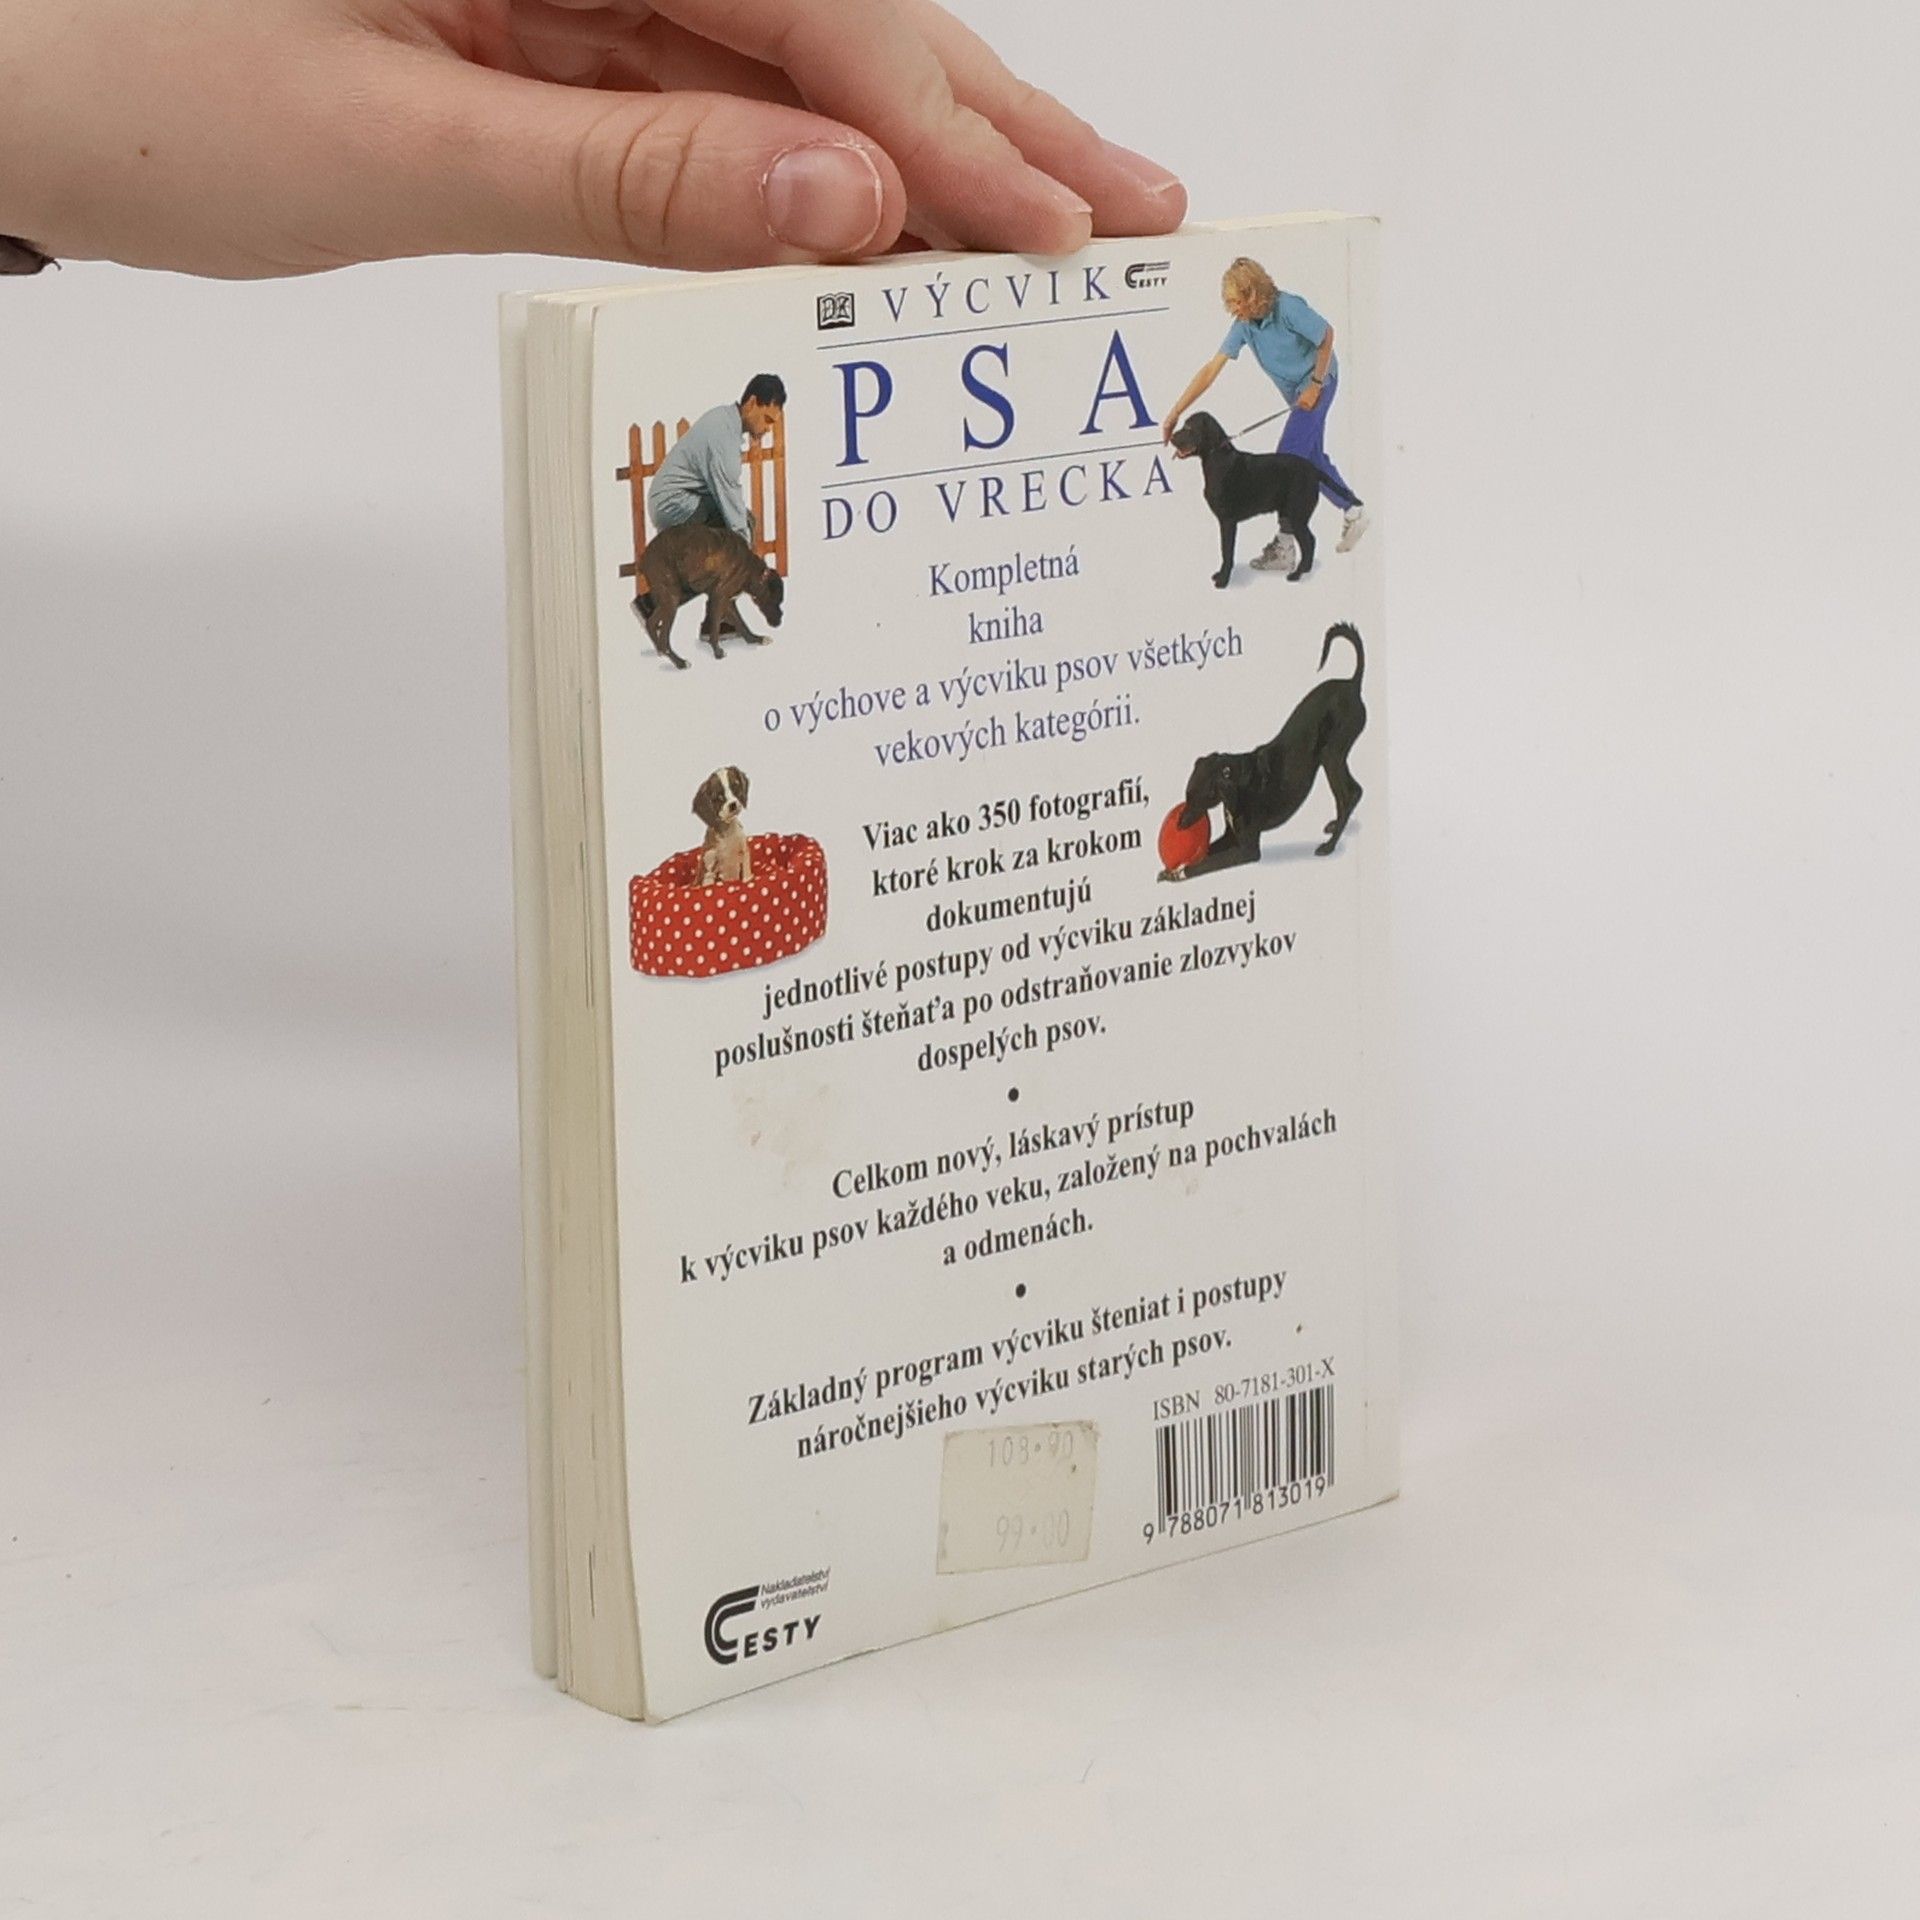 DK VÝCVIK CESTY
PSA
DO VRECKA
Kompletná
kniha
o výchove a výcviku psov všetkých
vekových kategórii.
Viac ako 350 fotografií,
ktoré krok za krokom
dokumentujú
jednotlivé postupy od výcviku základnej
poslušnosti šteňaťa po odstraňovanie zlozvykov
dospelých psov.
•
Celkom nový, láskavý prístup
k výcviku psov každého veku, založený na pochvalách
a odmenách.
•
Základný program výcviku šteniat i postupy
náročnejšieho výcviku starých psov.
ISBN 80-7181-301-X
9 788071 813019
108.90
99.00
Nakladatelství
vydavatelství
CESTY